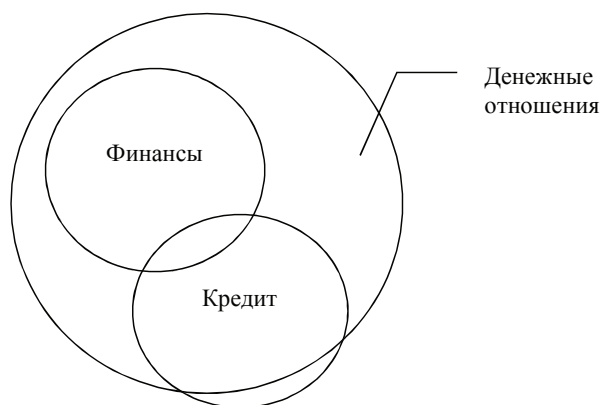 Денежные
отношения
Финансы
Кредит